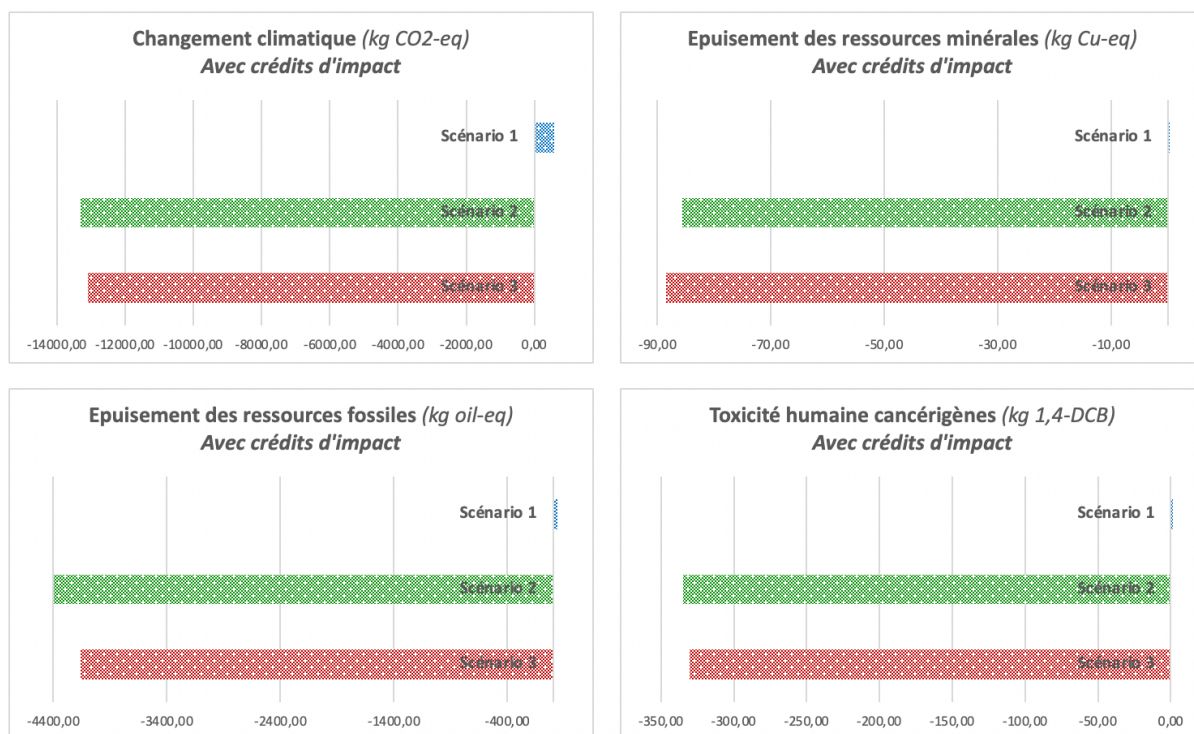 Changement climatique (kg CO2-eq)
Avec crédits d'impact
Scénario 1
Scénario 2
Scénario 3
-14000,00 -12000,00 -10000,00 -8000,00 -6000,00 -4000,00 -2000,00 0,00
Epuisement des ressources minérales (kg Cu-eq)
Avec crédits d'impact
Scénario 1
Scénario 2
Scénario 3
-90,00 -70,00 -50,00 -30,00 -10,00
Epuisement des ressources fossiles (kg oil-eq)
Avec crédits d'impact
Scénario 1
Scénario 2
Scénario 3
-4400,00 -3400,00 -2400,00 -1400,00 -400,00
Toxicité humaine cancérigènes (kg 1,4-DCB)
Avec crédits d'impact
Scénario 1
Scénario 2
Scénario 3
-350,00 -300,00 -250,00 -200,00 -150,00 -100,00 -50,00 0,00